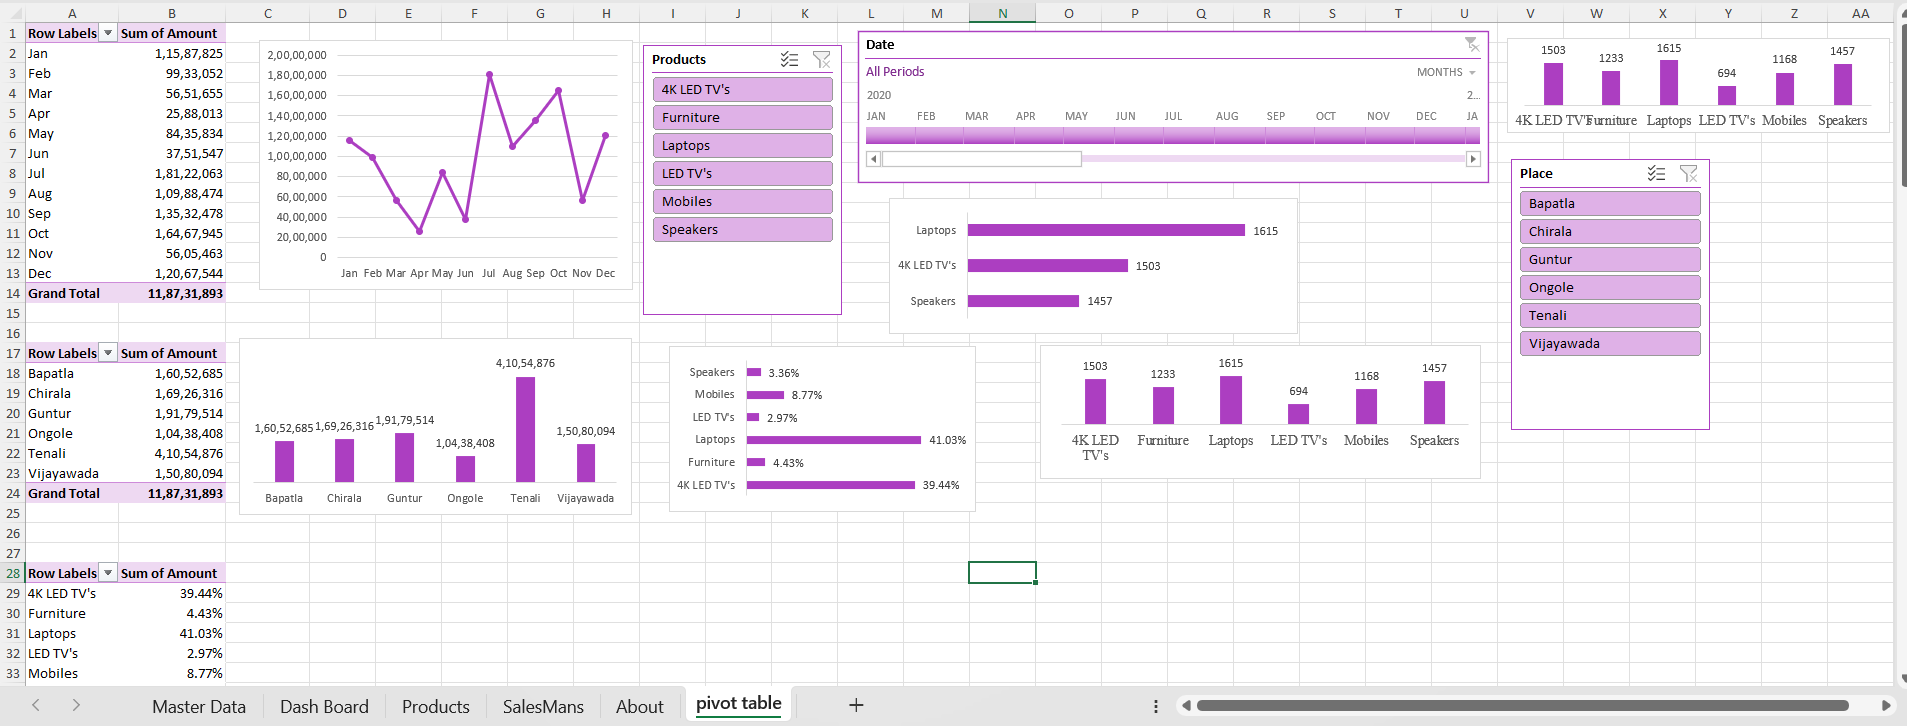 A B C D E F G H I J K L M N O P Q R S T U V W X Y Z AA
1 Row Labels Sum of Amount
2 Jan 1,15,87,825
3 Feb 99,33,052
4 Mar 56,51,655
5 Apr 25,88,013
6 May 84,35,834
7 Jun 37,51,547
8 Jul 1,81,22,063
9 Aug 1,09,88,474
10 Sep 1,35,32,478
11 Oct 1,64,67,945
12 Nov 56,05,463
13 Dec 1,20,67,544
14 Grand Total 11,87,31,893
15
16
17 Row Labels Sum of Amount
18 Bapatla 1,60,52,685
19 Chirala 1,69,26,316
20 Guntur 1,91,79,514
21 Ongole 1,04,38,408
22 Tenali 4,10,54,876
23 Vijayawada 1,50,80,094
24 Grand Total 11,87,31,893
25
26
27
28 Row Labels Sum of Amount
29 4K LED TV's 39.44%
30 Furniture 4.43%
31 Laptops 41.03%
32 LED TV's 2.97%
33 Mobiles 8.77%
2,00,00,000
1,80,00,000
1,60,00,000
1,40,00,000
1,20,00,000
1,00,00,000
80,00,000
60,00,000
40,00,000
20,00,000
0
Jan Feb Mar Apr May Jun Jul Aug Sep Oct Nov Dec
Products
4K LED TV's
Furniture
Laptops
LED TV's
Mobiles
Speakers
Date
All Periods MONTHS
2020 2...
JAN FEB MAR APR MAY JUN JUL AUG SEP OCT NOV DEC JA
1503 1233 1615 694 1168 1457
4K LED TV's Furniture Laptops LED TV's Mobiles Speakers
Place
Bapatla
Chirala
Guntur
Ongole
Tenali
Vijayawada
Laptops 1615
4K LED TV's 1503
Speakers 1457
1,60,52,685 1,69,26,316 1,91,79,514 1,04,38,408 4,10,54,876 1,50,80,094
Bapatla Chirala Guntur Ongole Tenali Vijayawada
Speakers 3.36%
Mobiles 8.77%
LED TV's 2.97%
Laptops 41.03%
Furniture 4.43%
4K LED TV's 39.44%
1503 1233 1615 694 1168 1457
4K LED Furniture Laptops LED TV's Mobiles Speakers
TV's
Master Data Dash Board Products SalesMans About pivot table